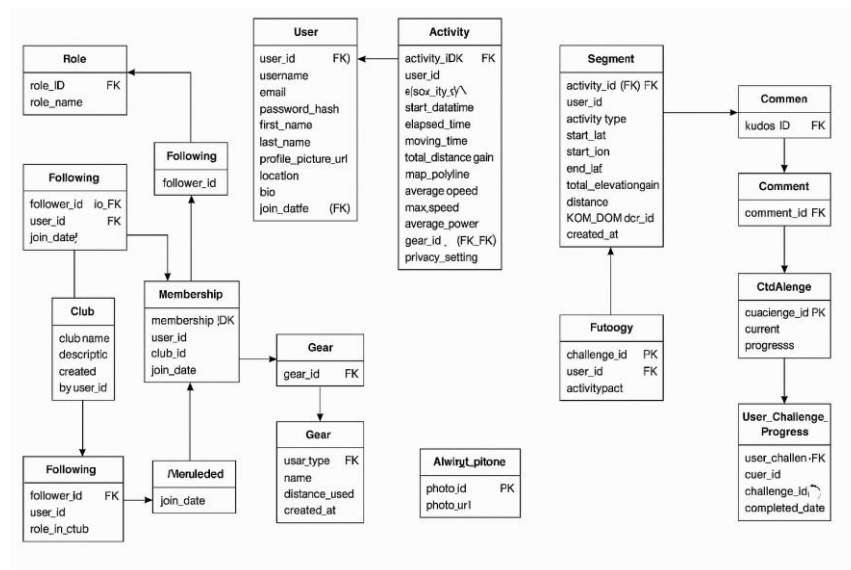 Role
role_ID FK
role_name
Following
follower_id
Following
follower_id io_FK
user_id FK
join_date
Club
club name
descriptic
created
by user_id
Following
follower_id FK
user_id
role_in_ctub
Membership
membership !DK
user_id
club_id
join_date
join_date
Gear
gear_id FK
Gear
usar_type FK
name
distance_used
created_at
User
user_id FK)
username
email
password_hash
first_name
last_name
profile_picture_url
location
bio
join_datfe (FK)
Activity
activity_iDK FK
user_id
start_datatime
elapsed_time
moving_time
total_distance gain
map_polyline
average opeed
max,speed
average_power
gear_id . (FK_FK)
privacy_setting
Alwirųt_pitone
photo_id PK
photo_url
Segment
activity_id (FK) FK
user_id
activity type
start_lat
start_ion
end_laf
total_elevationgain
distance
KOM_DOM dcr_id
created_at
Futoogy
challenge_id PK
user_id FK
activitypact
Commen
kudos ID FK
Comment
comment_id FK
CtdAlenge
cuacienge_id PK
current
progresss
User_Challenge_
Progress
user_challen FK
cuer_id
challenge_id
completed_date